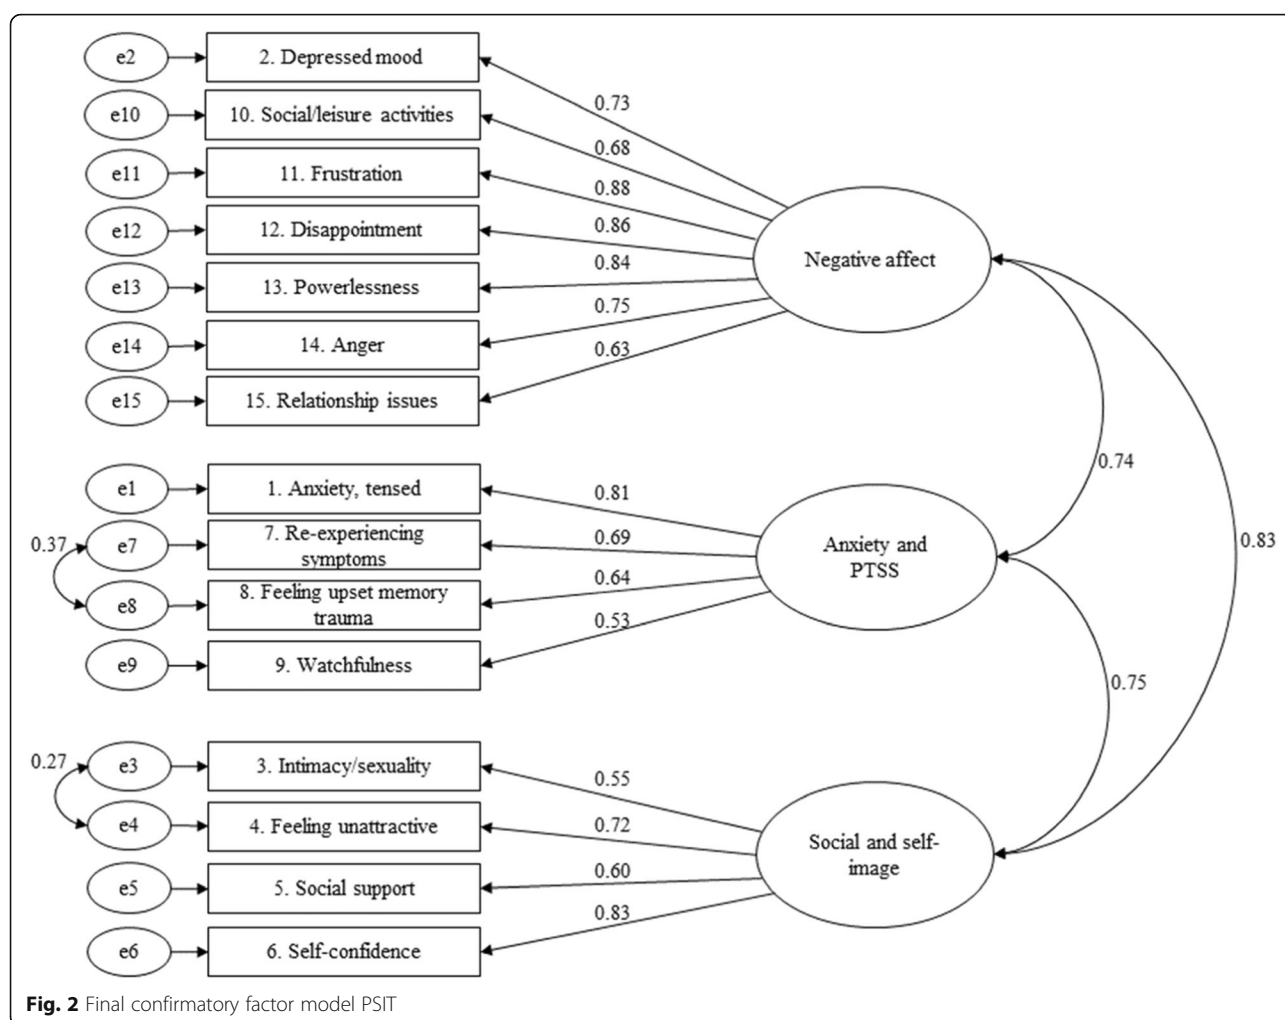 e2
2. Depressed mood
0.73
e10
10. Social/leisure activities
0.68
e11
11. Frustration
0.88
e12
12. Disappointment
0.86
e13
13. Powerlessness
0.84
e14
14. Anger
0.75
e15
15. Relationship issues
0.63
Negative affect
e1
1. Anxiety, tensed
0.81
0.37
e7
7. Re-experiencing
symptoms
0.69
e8
8. Feeling upset memory
trauma
0.64
e9
9. Watchfulness
0.53
Anxiety and
PTSS
0.74
0.83
0.75
0.27
e3
3. Intimacy/sexuality
0.55
e4
4. Feeling unattractive
0.72
e5
5. Social support
0.60
e6
6. Self-confidence
0.83
Social and self-
image
Fig. 2 Final confirmatory factor model PSIT